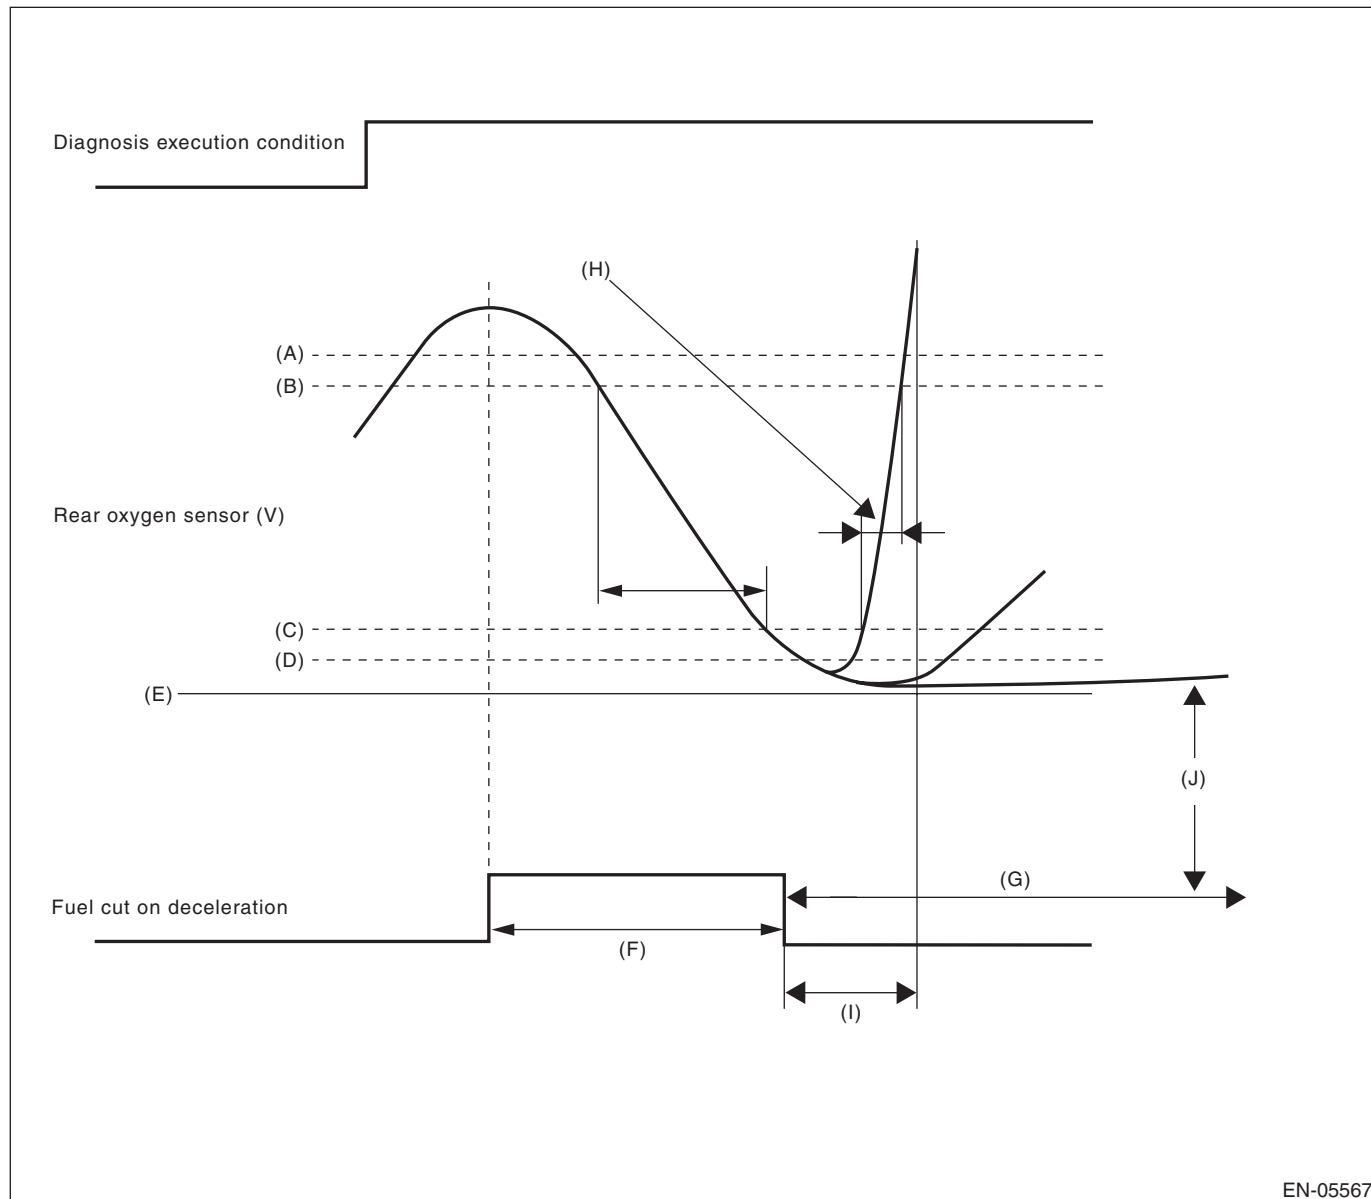 Diagnosis execution condition
(H)
(A)
(B)
Rear oxygen sensor (V)
(C)
(D)
(E)
(J)
(G)
Fuel cut on deceleration
(F)
(I)
EN-05567